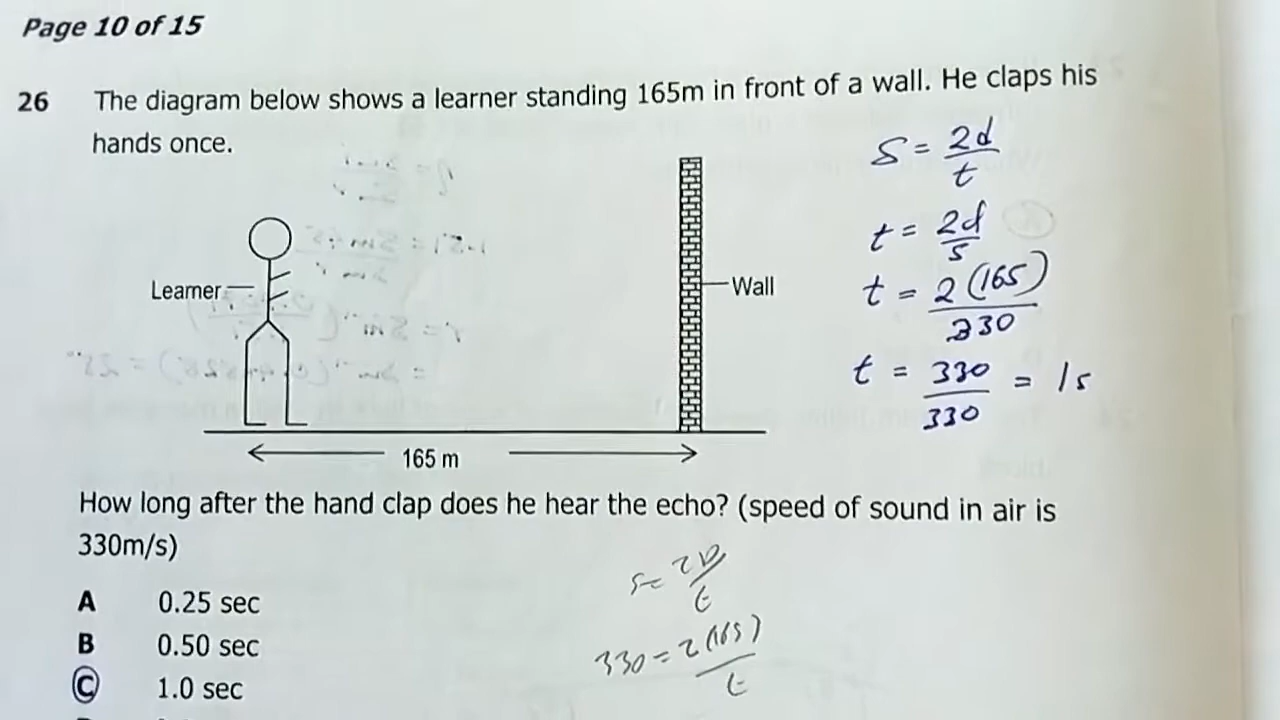 Page 10 of 15
26 The diagram below shows a learner standing 165m in front of a wall. He claps his
hands once.
S = 2d/t
t = 2d/s
t = 2(165)/330
t = 330/330 = 1s
Learner
Wall
165 m
How long after the hand clap does he hear the echo? (speed of sound in air is
330m/s)
A 0.25 sec
B 0.50 sec
C 1.0 sec
s = 2d/t
330 = 2(165)/t